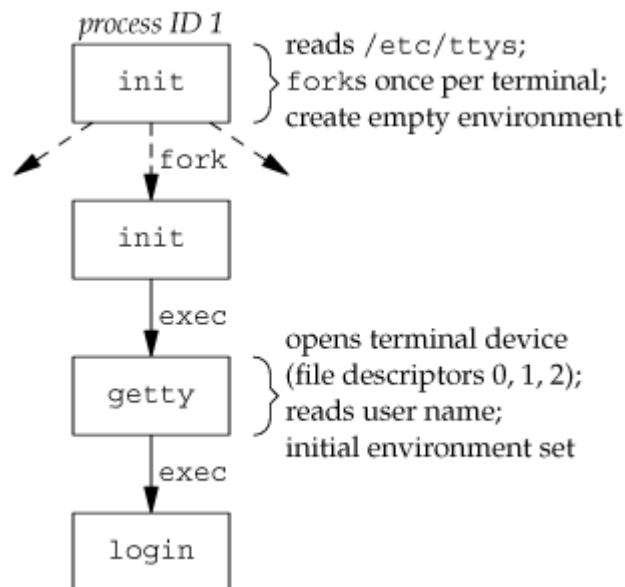 process ID 1
init
reads /etc/ttys;
forks once per terminal;
create empty environment
fork
init
exec
getty
opens terminal device
(file descriptors 0, 1, 2);
reads user name;
initial environment set
exec
login